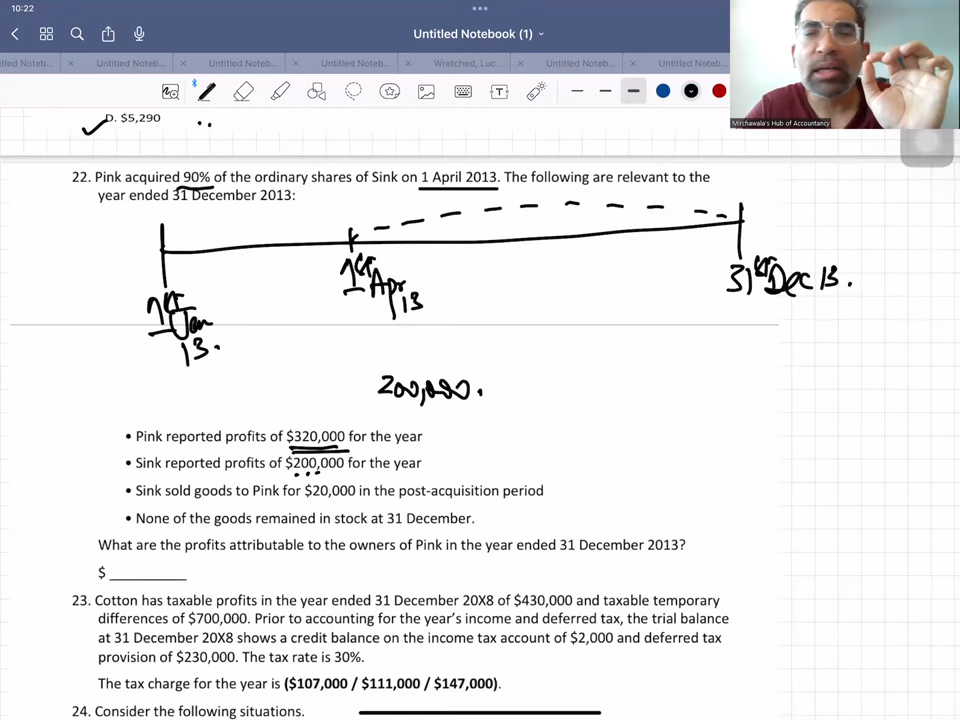 10:22
Untitled Notebook (1)
tled Noteb...
Untitled Noteb...
Untitled Noteb...
Untitled Noteb...
Wretched, Luc...
Untitled Noteb...
Untitled Noteb
Mirchawala's Hub of Accountancy
D. $5,290
22. Pink acquired 90% of the ordinary shares of Sink on 1 April 2013. The following are relevant to the
year ended 31 December 2013:
1st Jan 13.
1st Apr 13
31st Dec 13.
200,000.
• Pink reported profits of $320,000 for the year
• Sink reported profits of $200,000 for the year
• Sink sold goods to Pink for $20,000 in the post-acquisition period
• None of the goods remained in stock at 31 December.
What are the profits attributable to the owners of Pink in the year ended 31 December 2013?
$ __________
23. Cotton has taxable profits in the year ended 31 December 20X8 of $430,000 and taxable temporary
differences of $700,000. Prior to accounting for the year's income and deferred tax, the trial balance
at 31 December 20X8 shows a credit balance on the income tax account of $2,000 and deferred tax
provision of $230,000. The tax rate is 30%.
The tax charge for the year is ($107,000 / $111,000 / $147,000).
24. Consider the following situations.